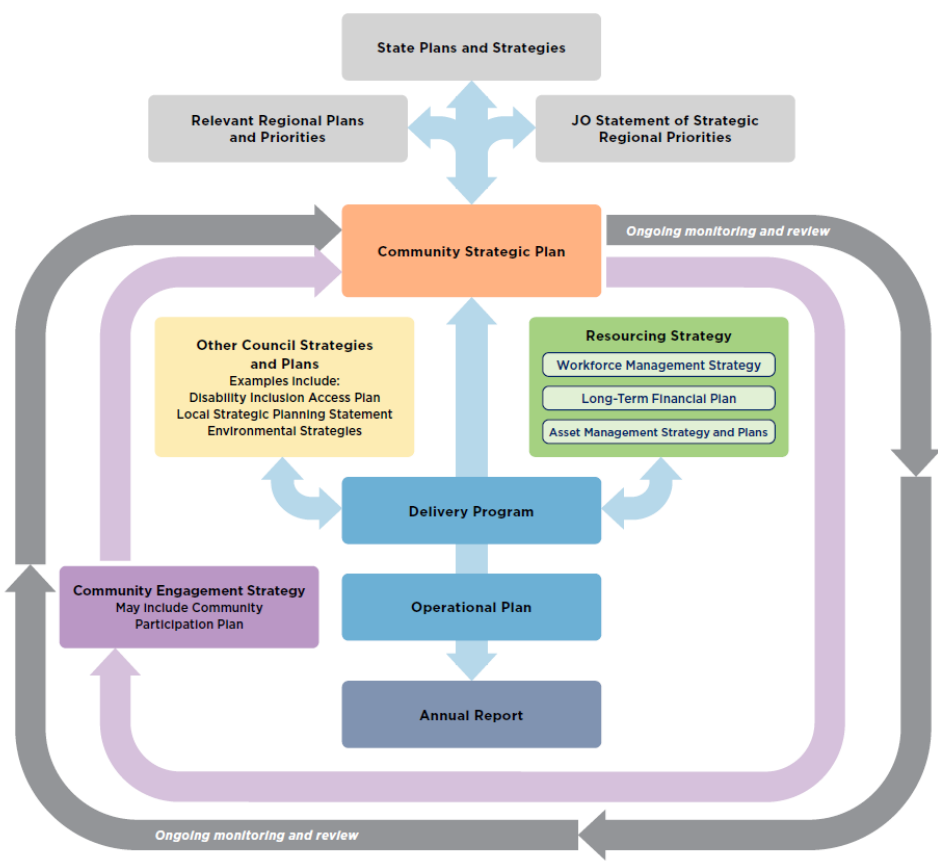 State Plans and Strategies
Relevant Regional Plans
and Priorities
JO Statement of Strategic
Regional Priorities
Ongoing monitoring and review
Community Strategic Plan
Other Council Strategies
and Plans
Examples Include:
Disability Inclusion Access Plan
Local Strategic Planning Statement
Environmental Strategies
Resourcing Strategy
Workforce Management Strategy
Long-Term Financial Plan
Asset Management Strategy and Plans
Delivery Program
Community Engagement Strategy
May Include Community
Participation Plan
Operational Plan
Annual Report
Ongoing monitoring and review